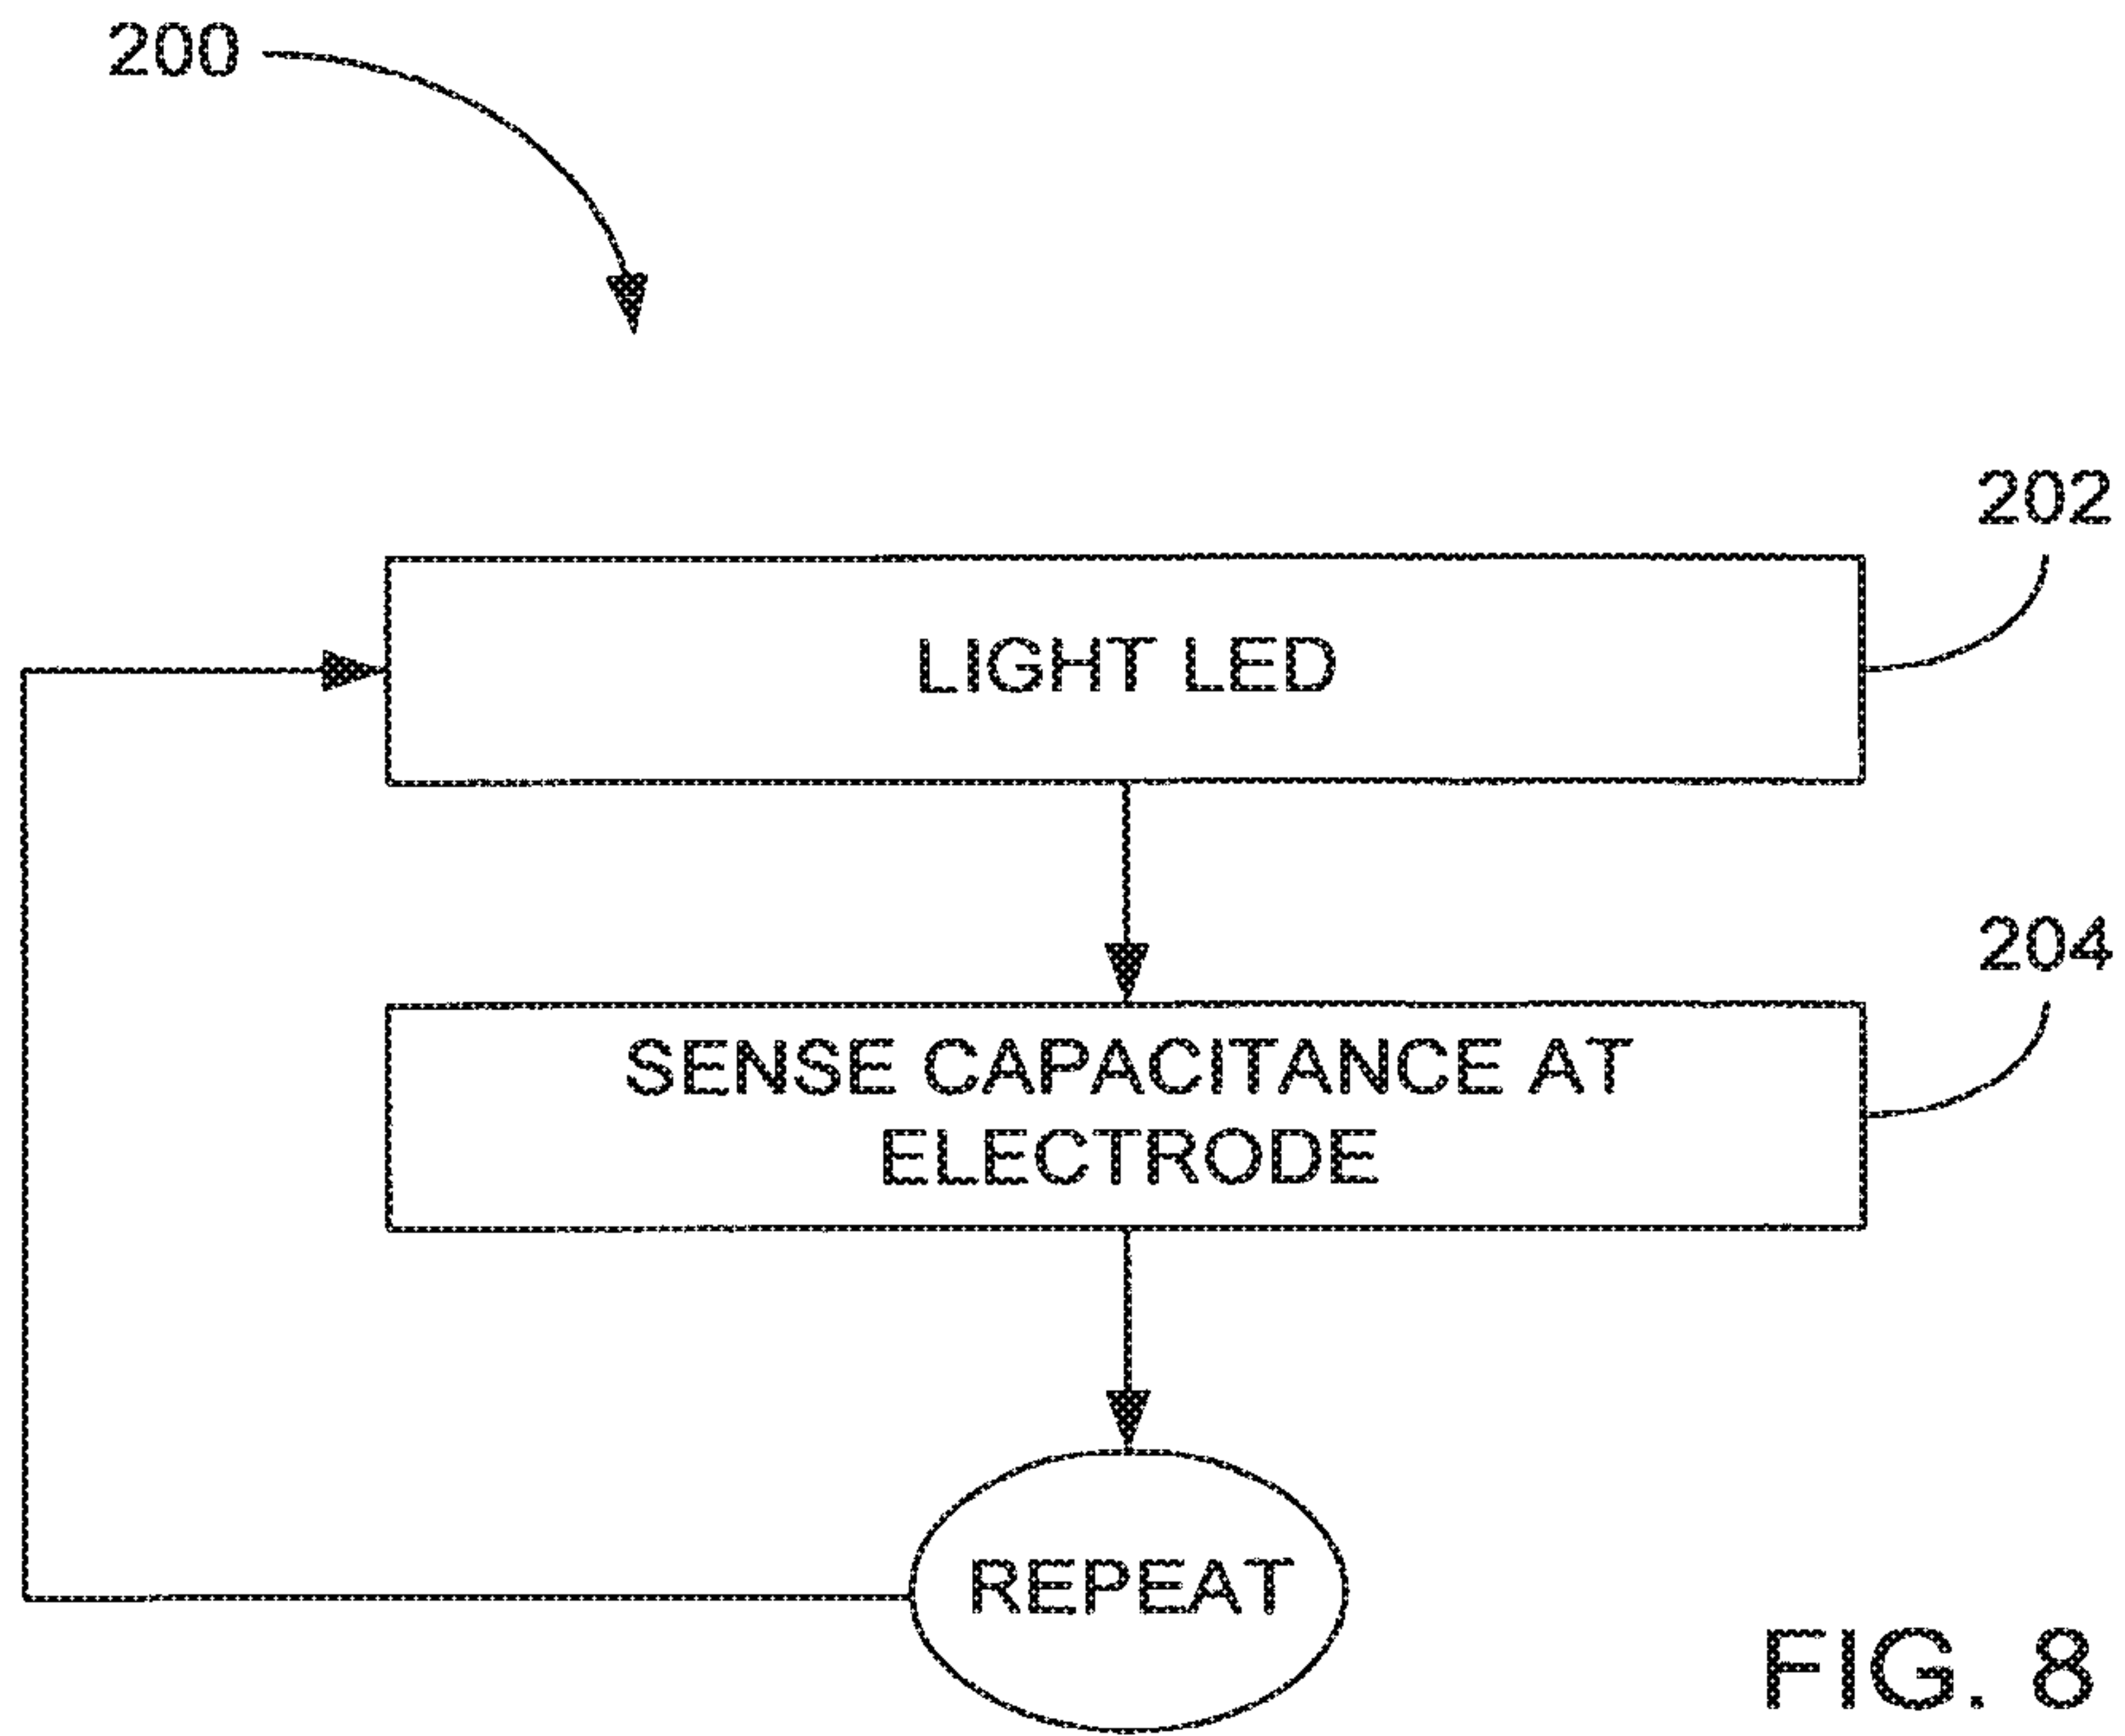 200
202
LIGHT LED
204
SENSE CAPACITANCE AT
ELECTRODE
REPEAT
FIG. 8